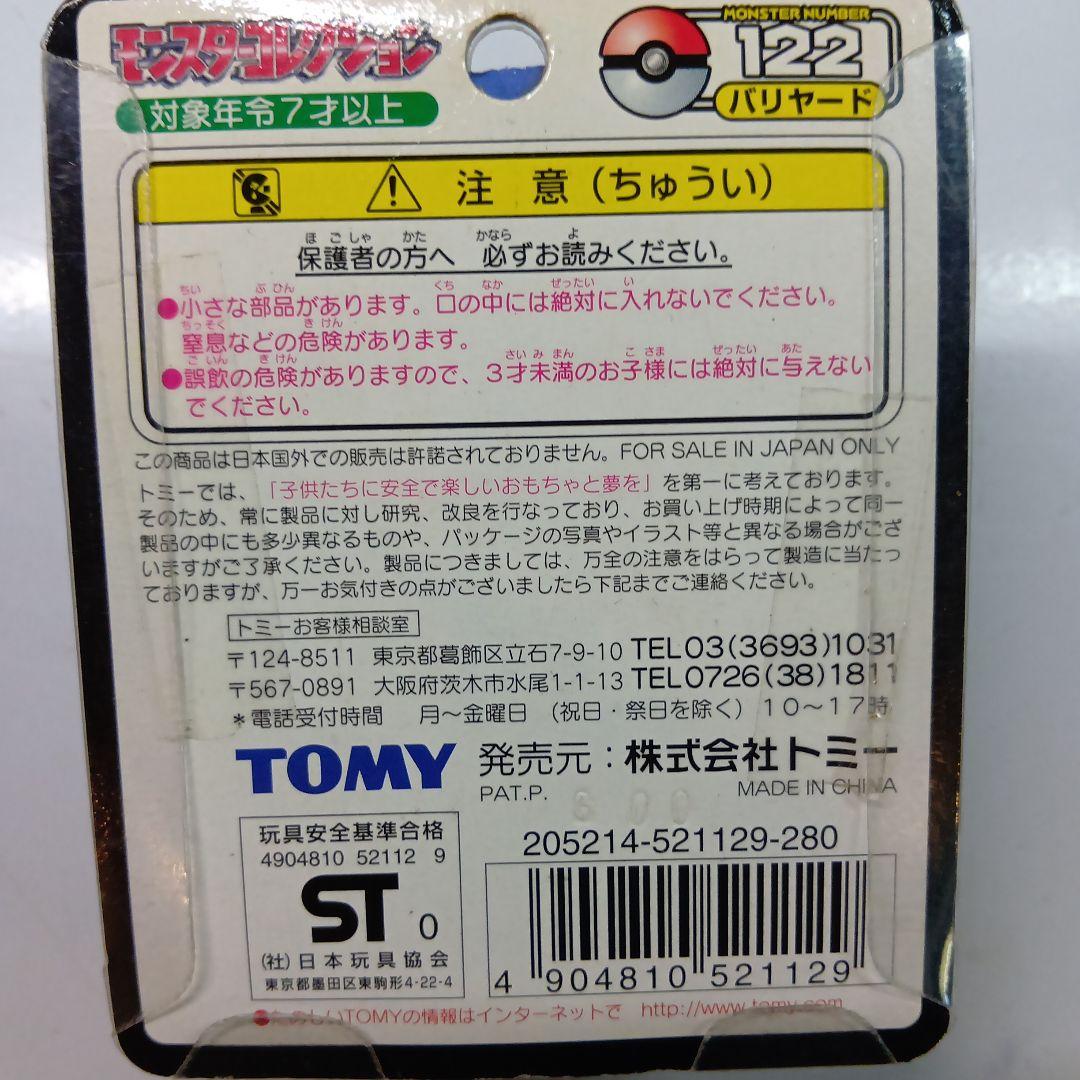 モンスターコレクション
MONSTER NUMBER
122
バリヤード
対象年令7才以上
注意(ちゅうい)
保護者の方へ 必ずお読みください。
●小さな部品があります。口の中には絶対に入れないでください。
窒息などの危険があります。
●誤飲の危険がありますので、3才未満のお子様には絶対に与えない
でください。
この商品は日本国外での販売は許諾されておりません。FOR SALE IN JAPAN ONLY
トミーでは、「子供たちに安全で楽しいおもちゃと夢を」を第一に考えております。
そのため、常に製品に対し研究、改良を行なっており、お買い上げ時期によって同一
製品の中にも多少異なるものや、パッケージの写真やイラスト等と異なる場合がござ
いますがご了承ください。製品につきましては、万全の注意をはらって製造に当たっ
ておりますが、万一お気付きの点がございましたら下記までご連絡ください。
トミーお客様相談室
〒124-8511 東京都葛飾区立石7-9-10 TEL03(3693)1031
〒567-0891 大阪府茨木市水尾1-1-13 TEL0726(38)1811
*電話受付時間 月〜金曜日 (祝日・祭日を除く) 10〜17時
TOMY 発売元:株式会社トミー
PAT.P. MADE IN CHINA
玩具安全基準合格
4904810 52112 9
ST 0
(社)日本玩具協会
東京都墨田区東駒形4-22-4
205214-521129-280
4 904810 521129
●たのしいTOMYの情報はインターネットで http://www.tomy.com